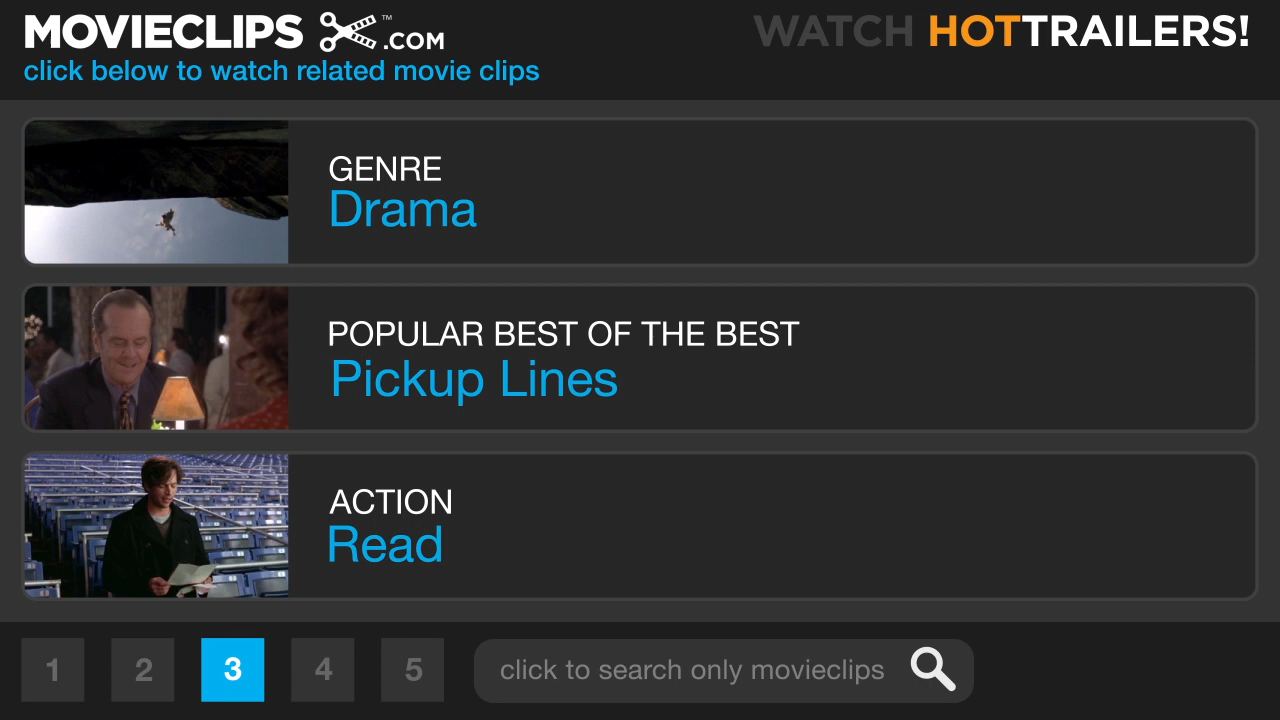 MOVIECLIPS ™ .COM
WATCH HOTTRAILERS!
click below to watch related movie clips
GENRE
Drama
POPULAR BEST OF THE BEST
Pickup Lines
ACTION
Read
1 2 3 4 5
click to search only movieclips